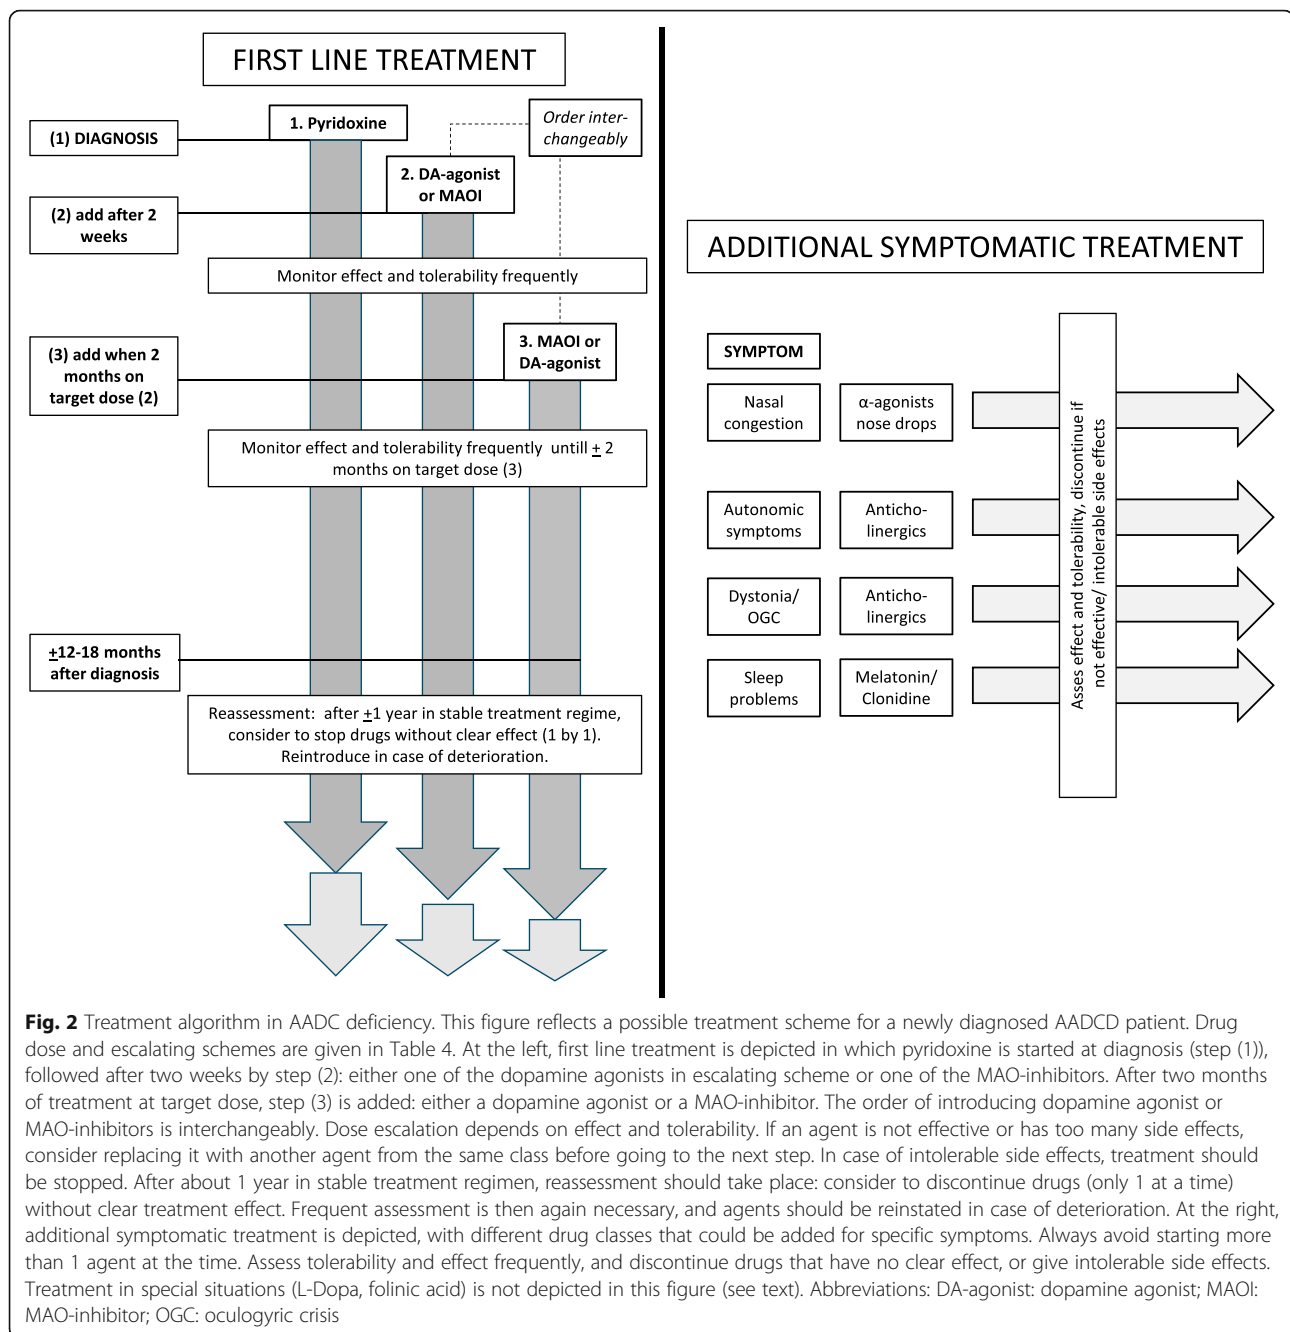 FIRST LINE TREATMENT
(1) DIAGNOSIS
1. Pyridoxine
Order inter-
changeably
2. DA-agonist
or MAOI
(2) add after 2
weeks
Monitor effect and tolerability frequently
(3) add when 2
months on
target dose (2)
3. MAOI or
DA-agonist
Monitor effect and tolerability frequently untill ± 2
months on target dose (3)
±12-18 months
after diagnosis
Reassessment: after ±1 year in stable treatment regime,
consider to stop drugs without clear effect (1 by 1).
Reintroduce in case of deterioration.
ADDITIONAL SYMPTOMATIC TREATMENT
SYMPTOM
Nasal
congestion
α-agonists
nose drops
Autonomic
symptoms
Anticho-
linergics
Dystonia/
OGC
Anticho-
linergics
Sleep
problems
Melatonin/
Clonidine
Asses effect and tolerability, discontinue if
not effective/ intolerable side effects
Fig. 2 Treatment algorithm in AADC deficiency. This figure reflects a possible treatment scheme for a newly diagnosed AADCD patient. Drug
dose and escalating schemes are given in Table 4. At the left, first line treatment is depicted in which pyridoxine is started at diagnosis (step (1)),
followed after two weeks by step (2): either one of the dopamine agonists in escalating scheme or one of the MAO-inhibitors. After two months
of treatment at target dose, step (3) is added: either a dopamine agonist or a MAO-inhibitor. The order of introducing dopamine agonist or
MAO-inhibitors is interchangeably. Dose escalation depends on effect and tolerability. If an agent is not effective or has too many side effects,
consider replacing it with another agent from the same class before going to the next step. In case of intolerable side effects, treatment should
be stopped. After about 1 year in stable treatment regimen, reassessment should take place: consider to discontinue drugs (only 1 at a time)
without clear treatment effect. Frequent assessment is then again necessary, and agents should be reinstated in case of deterioration. At the right,
additional symptomatic treatment is depicted, with different drug classes that could be added for specific symptoms. Always avoid starting more
than 1 agent at the time. Assess tolerability and effect frequently, and discontinue drugs that have no clear effect, or give intolerable side effects.
Treatment in special situations (L-Dopa, folinic acid) is not depicted in this figure (see text). Abbreviations: DA-agonist: dopamine agonist; MAOI:
MAO-inhibitor; OGC: oculogyric crisis